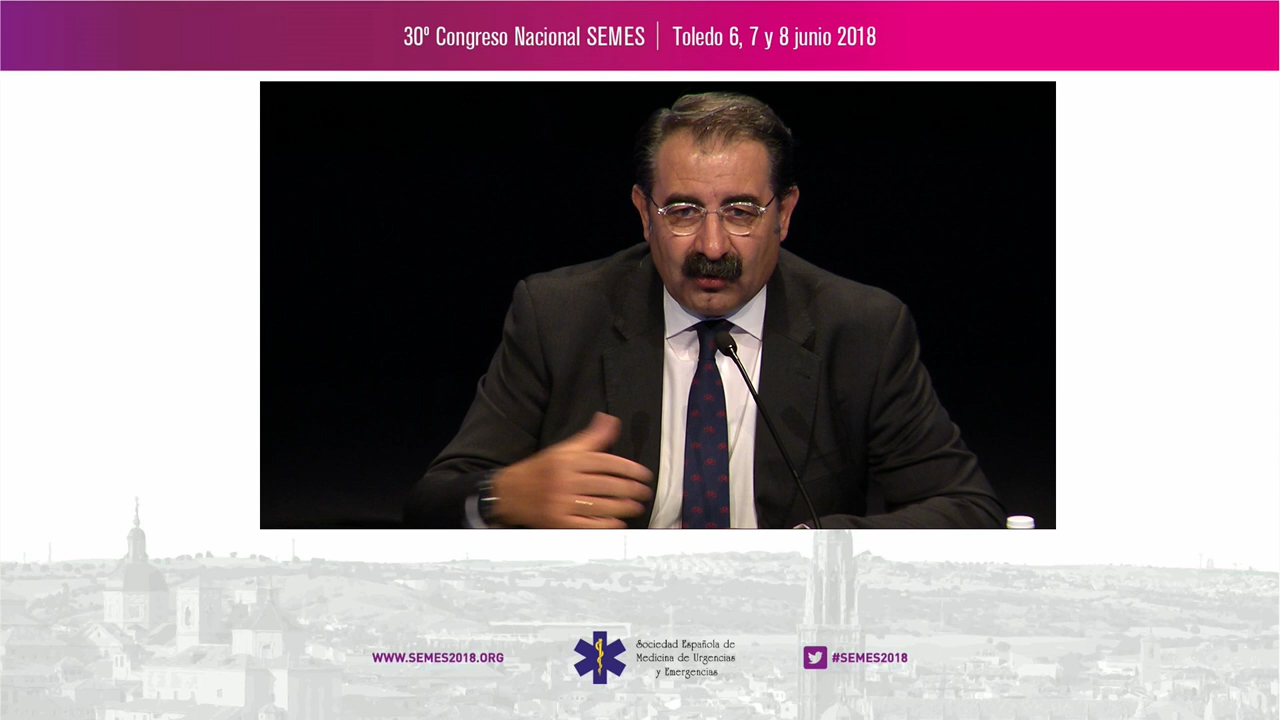 30º Congreso Nacional SEMES | Toledo 6, 7 y 8 junio 2018
WWW.SEMES2018.ORG
Sociedad Española de
Medicina de Urgencias
y Emergencias
#SEMES2018